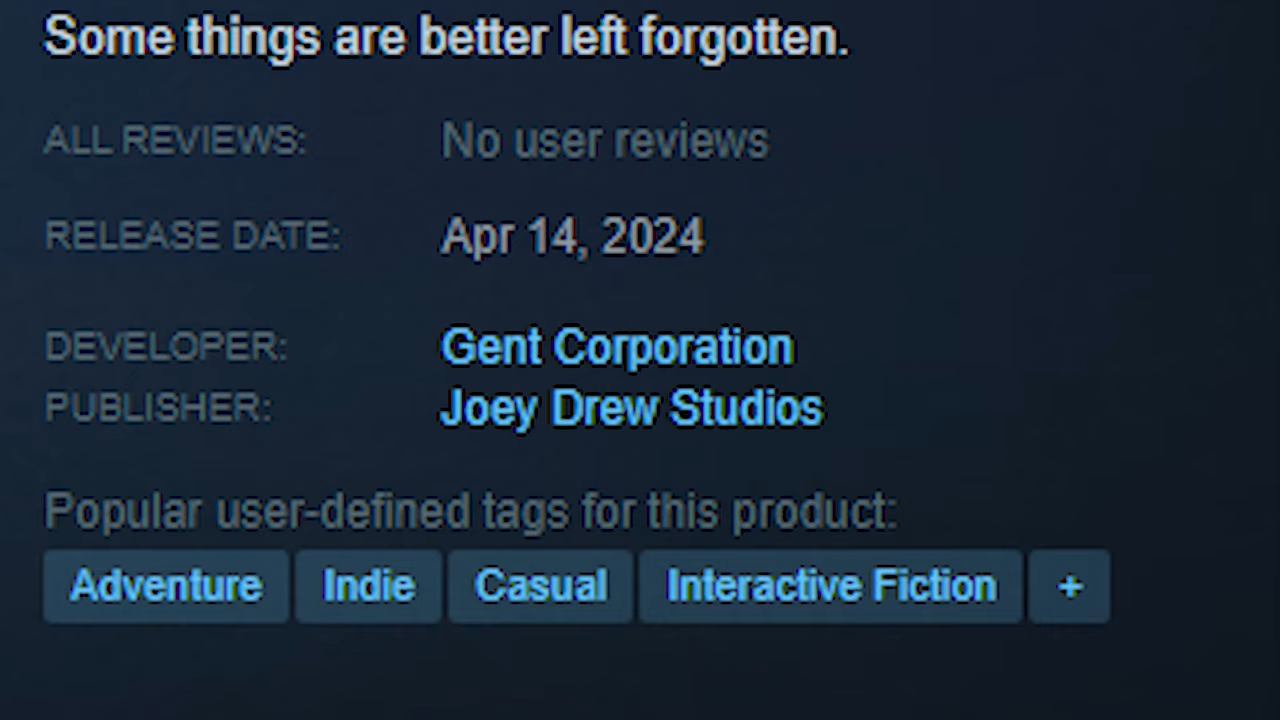 Some things are better left forgotten.
ALL REVIEWS: No user reviews
RELEASE DATE: Apr 14, 2024
DEVELOPER: Gent Corporation
PUBLISHER: Joey Drew Studios
Popular user-defined tags for this product:
Adventure Indie Casual Interactive Fiction +